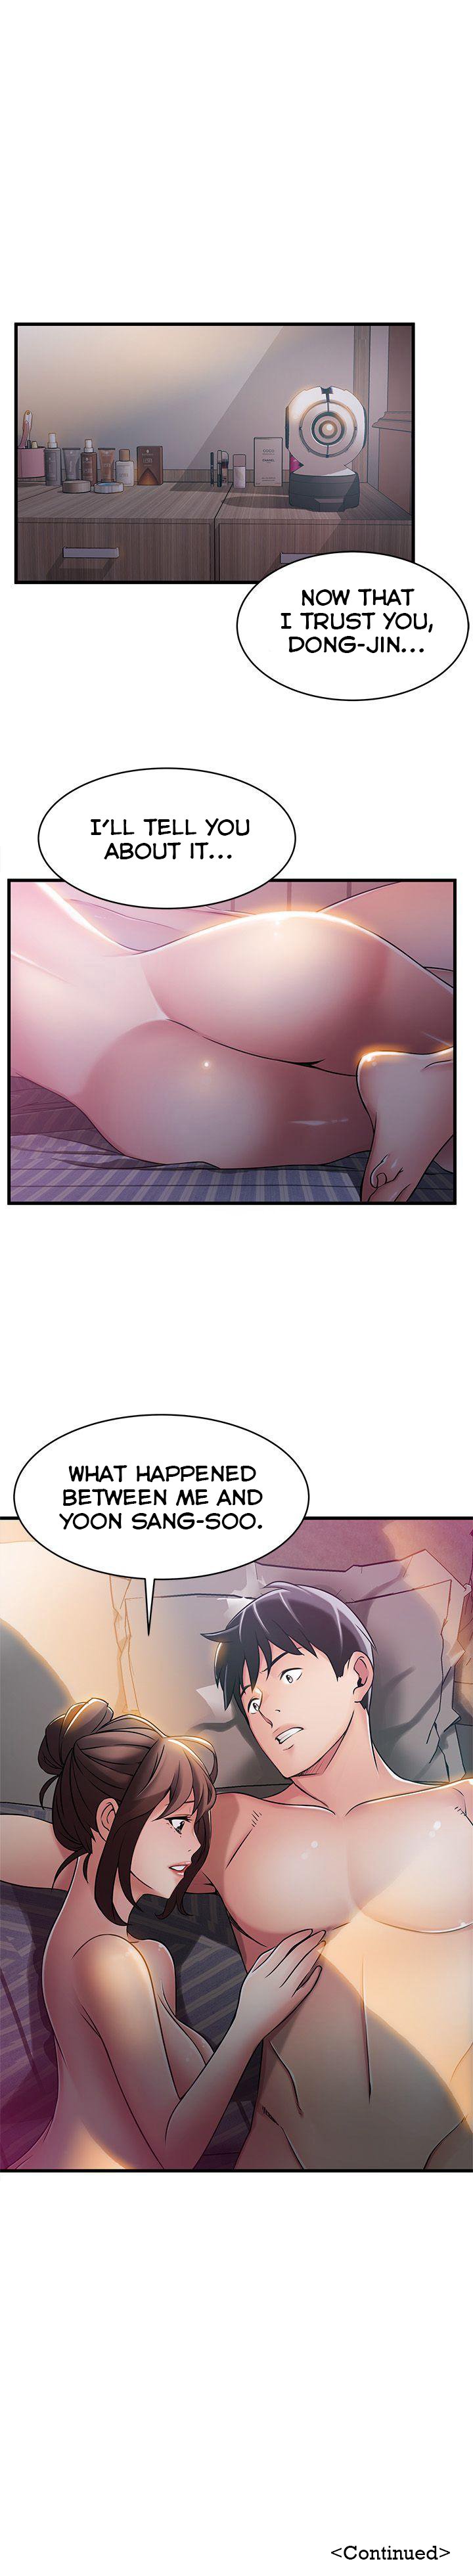 NOW THAT
I TRUST YOU,
DONG-JIN...
I'LL TELL YOU
ABOUT IT...
WHAT HAPPENED
BETWEEN ME AND
YOON SANG-SOO.
<Continued>